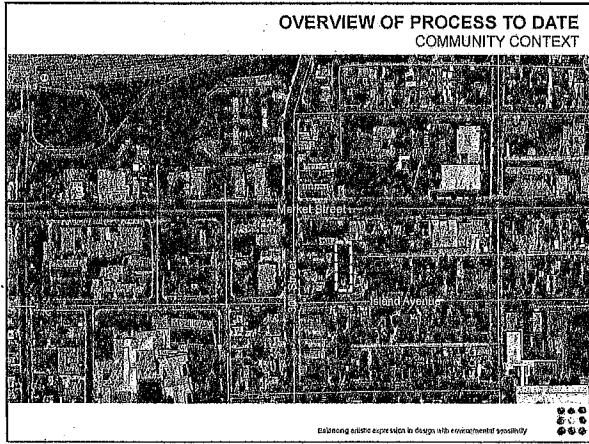 OVERVIEW OF PROCESS TO DATE
COMMUNITY CONTEXT
Market Street
Island Avenue
Balancing artistic expression in design with environmental sensitivity